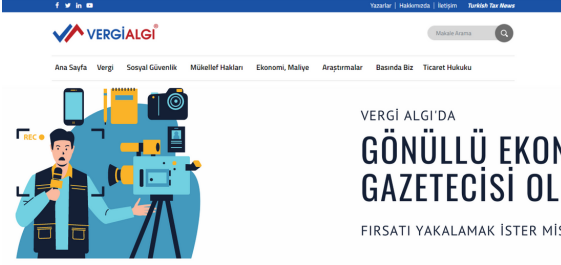 Yazarlar | Hakkımızda | İletişim Turkish Tax News
VERGİALGI®
Makale Arama
Ana Sayfa Vergi Sosyal Güvenlik Mükellef Hakları Ekonomi, Maliye Araştırmalar Basında Biz Ticaret Hukuku
REC
VERGİ ALGI'DA
GÖNÜLLÜ EKON
GAZETECİSİ OL
FIRSATI YAKALAMAK İSTER MİS